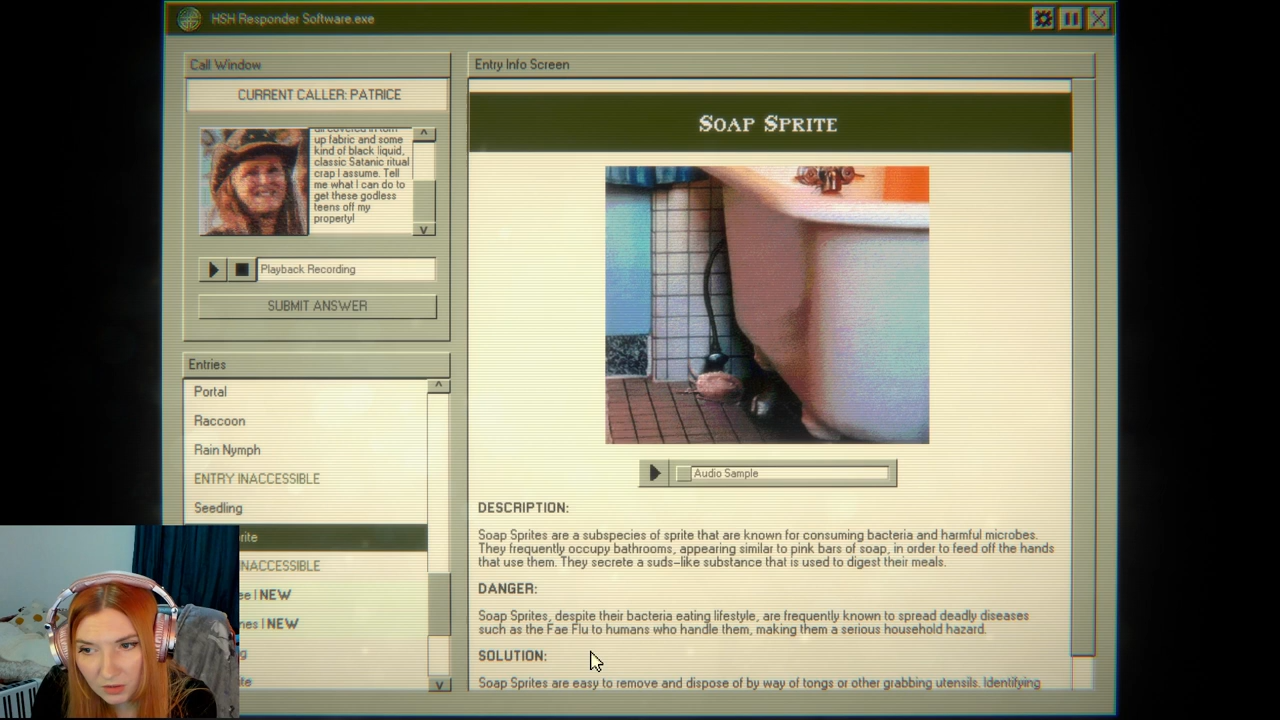 HSH Responder Software.exe
Call Window
Entry Info Screen
CURRENT CALLER: PATRICE
SOAP SPRITE
up fabric and some
kind of black liquid,
classic Satanic ritual
crap I assume. Tell
me what I can do to
get these godless
teens off my
property!
Playback Recording
SUBMIT ANSWER
Entries
Portal
Raccoon
Rain Nymph
ENTRY INACCESSIBLE
Seedling
rite
NACCESSIBLE
ee | NEW
nes | NEW
Audio Sample
DESCRIPTION:
Soap Sprites are a subspecies of sprite that are known for consuming bacteria and harmful microbes.
They frequently occupy bathrooms, appearing similar to pink bars of soap, in order to feed off the hands
that use them. They secrete a suds-like substance that is used to digest their meals.
DANGER:
Soap Sprites, despite their bacteria eating lifestyle, are frequently known to spread deadly diseases
such as the Fae Flu to humans who handle them, making them a serious household hazard.
SOLUTION:
Soap Sprites are easy to remove and dispose of by way of tongs or other grabbing utensils. Identifying